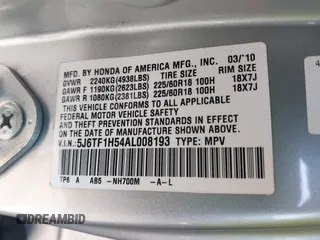 MFD. BY HONDA OF AMERICA MFG., INC. 03/'10
GVWR 2240KG(4938LBS) TIRE SIZE RIM SIZE
GAWR F 1190KG(2623LBS) 225/60R18 100H 18X7J
GAWR R 1080KG(2381LBS) 225/60R18 100H 18X7J
THIS VEHICLE CONFORMS TO ALL APPLICABLE
FEDERAL MOTOR VEHICLE SAFETY STANDARDS IN
EFFECT ON THE DATE OF MANUFACTURE SHOWN ABOVE.
V.I.N.: 5J6TF1H54AL008193 TYPE: MPV
TP6 A AB5 -NH700M -A-L
DREAMBID